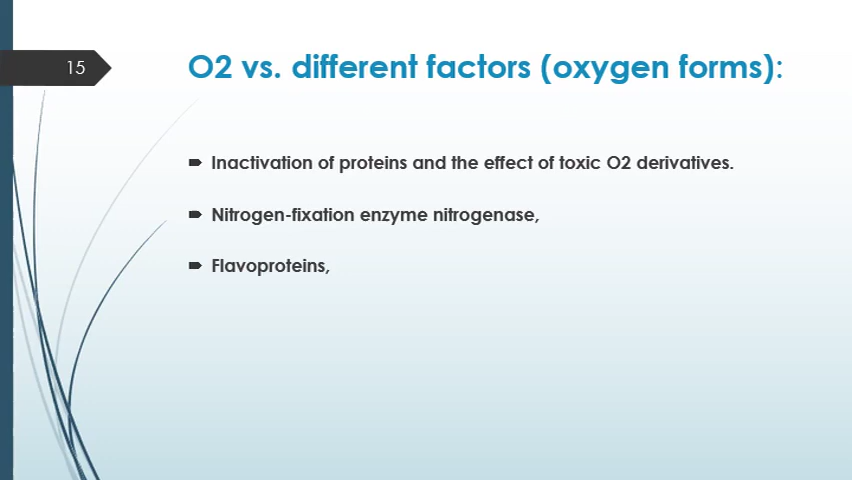 15
O2 vs. different factors (oxygen forms):
Inactivation of proteins and the effect of toxic O2 derivatives.
Nitrogen-fixation enzyme nitrogenase,
Flavoproteins,